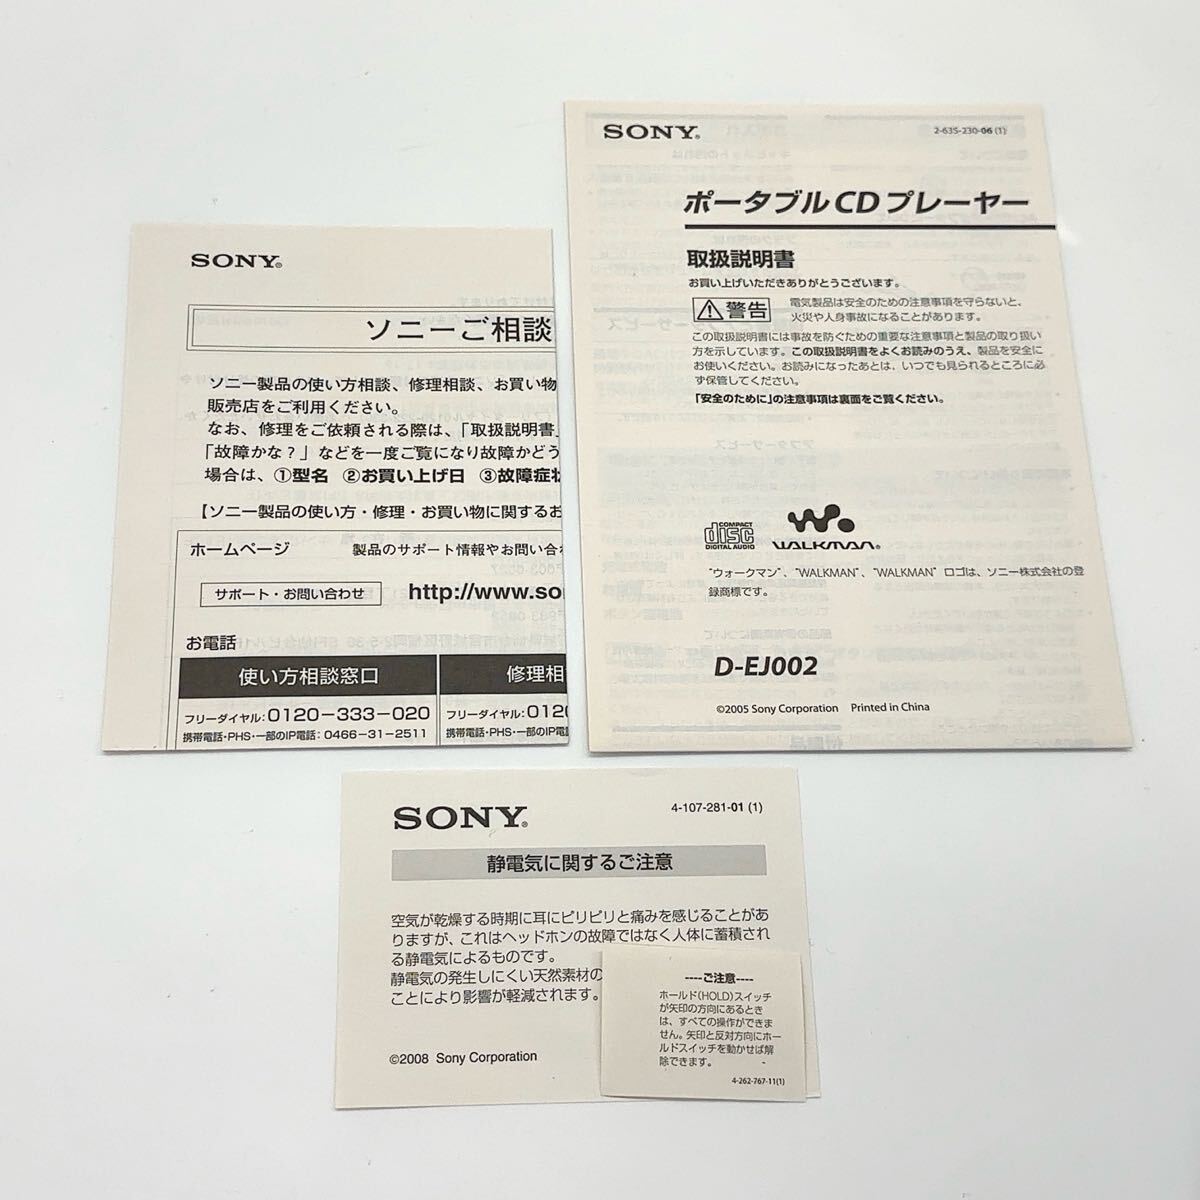 SONY®
ソニーご相談
ソニー製品の使い方相談、修理相談、お買い物
販売店をご利用ください。
なお、修理をご依頼される際は、「取扱説明書」
「故障かな?」などを一度ご覧になり故障かどう
場合は、①型名 ②お買い上げ日 ③故障症状
【ソニー製品の使い方・修理・お買い物に関するお
ホームページ 製品のサポート情報やお問い合
サポート・お問い合わせ http://www.so
お電話
使い方相談窓口 修理相
フリーダイヤル:0120-333-020 フリーダイヤル:012
携帯電話・PHS・一部のIP電話:0466-31-2511 携帯電話・PHS・一部のIP電
SONY® 2-635-230-06 (1)
ポータブルCDプレーヤー
取扱説明書
お買い上げいただきありがとうございます。
⚠警告 電気製品は安全のための注意事項を守らないと、
火災や人身事故になることがあります。
この取扱説明書には事故を防ぐための重要な注意事項と製品の取り扱い
方を示しています。この取扱説明書をよくお読みのうえ、製品を安全に
お使いください。お読みになったあとは、いつでも見られるところに必
ず保管してください。
「安全のために」の注意事項は裏面をご覧ください。
COMPACT
disc
DIGITAL AUDIO
WALKMAN®
"ウォークマン"、"WALKMAN"、"WALKMAN" ロゴは、ソニー株式会社の登
録商標です。
D-EJ002
©2005 Sony Corporation Printed in China
SONY® 4-107-281-01 (1)
静電気に関するご注意
空気が乾燥する時期に耳にピリピリと痛みを感じることがあ
りますが、これはヘッドホンの故障ではなく人体に蓄積され
る静電気によるものです。
静電気の発生しにくい天然素材の
ことにより影響が軽減されます。
©2008 Sony Corporation
----ご注意----
ホールド(HOLD)スイッチ
が矢印の方向にあるとき
は、すべての操作ができま
せん。矢印と反対方向にホー
ルドスイッチを動かせば解
除できます。
4-262-767-11(1)